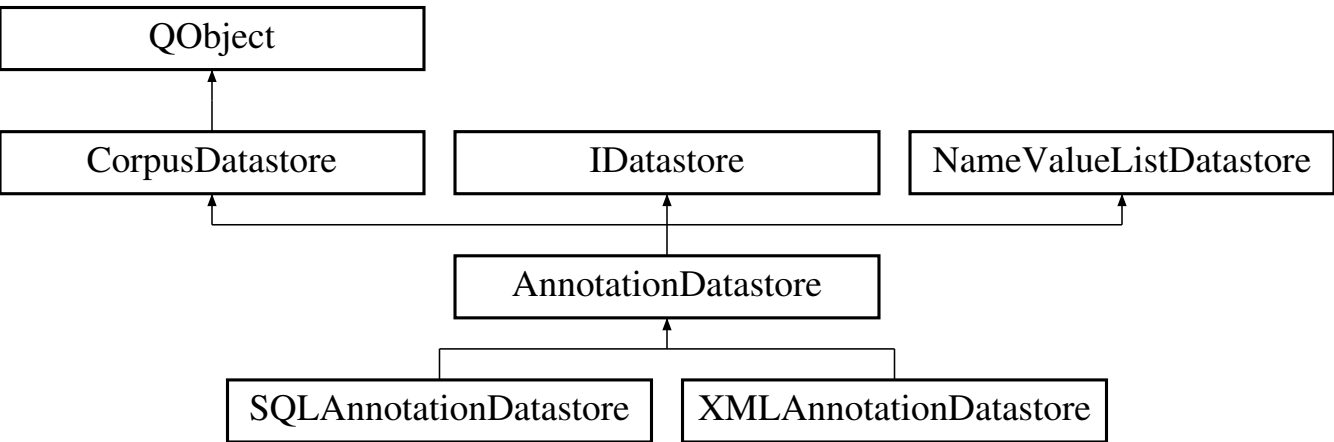 QObject
CorpusDatastore
IDatastore
NameValueListDatastore
AnnotationDatastore
SQLAnnotationDatastore
XMLAnnotationDatastore